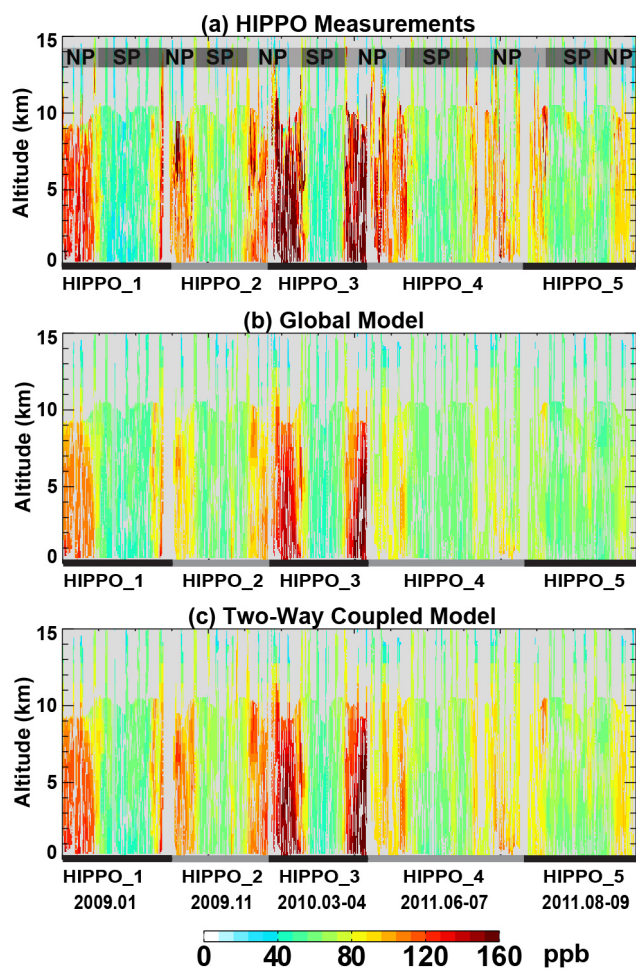 (a) HIPPO Measurements
15
NP SP NP SP NP SP NP SP NP SP NP
10
5
0
Altitude (km)
HIPPO_1 HIPPO_2 HIPPO_3 HIPPO_4 HIPPO_5
(b) Global Model
15
10
5
0
Altitude (km)
HIPPO_1 HIPPO_2 HIPPO_3 HIPPO_4 HIPPO_5
(c) Two-Way Coupled Model
15
10
5
0
Altitude (km)
HIPPO_1 HIPPO_2 HIPPO_3 HIPPO_4 HIPPO_5
2009.01 2009.11 2010.03-04 2011.06-07 2011.08-09
0 40 80 120 160 ppb